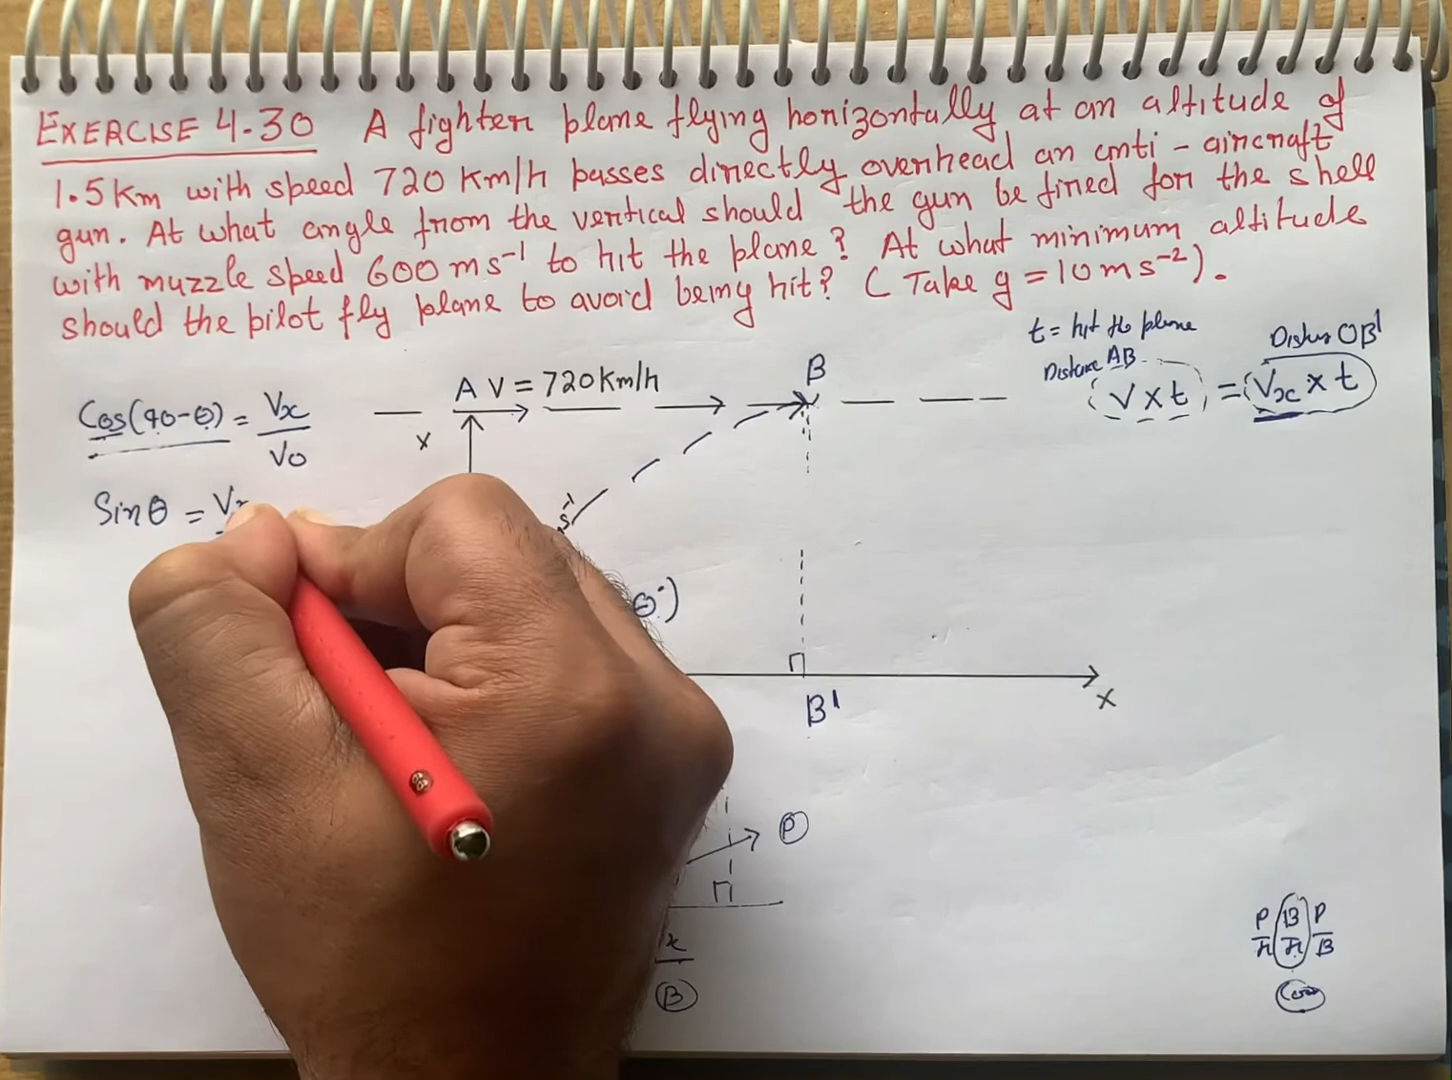 EXERCISE 4.30 A fighter plane flying horizontally at an altitude of
1.5 Km with speed 720 Km/h passes directly overhead an anti - aircraft
gun. At what angle from the vertical should the gun be fired for the shell
with muzzle speed 600 ms⁻¹ to hit the plane? At what minimum altitude
should the pilot fly plane to avoid being hit? ( Take g = 10 ms⁻²).
t = hit the plane
Distance AB
Distance OB'
V x t = Vx x t
Cos(90-θ) = Vx / V0
A V = 720 Km/h
B
x
Sinθ = Vx
s⁻¹
θ)
B'
X
P
x
B
P/h B/h P/B
Cosθ